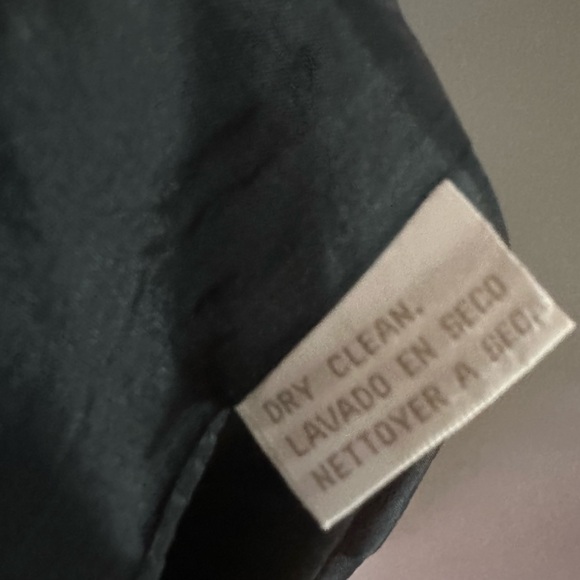 DRY CLEAN.
LAVADO EN SECO
NETTOYER A SEC.